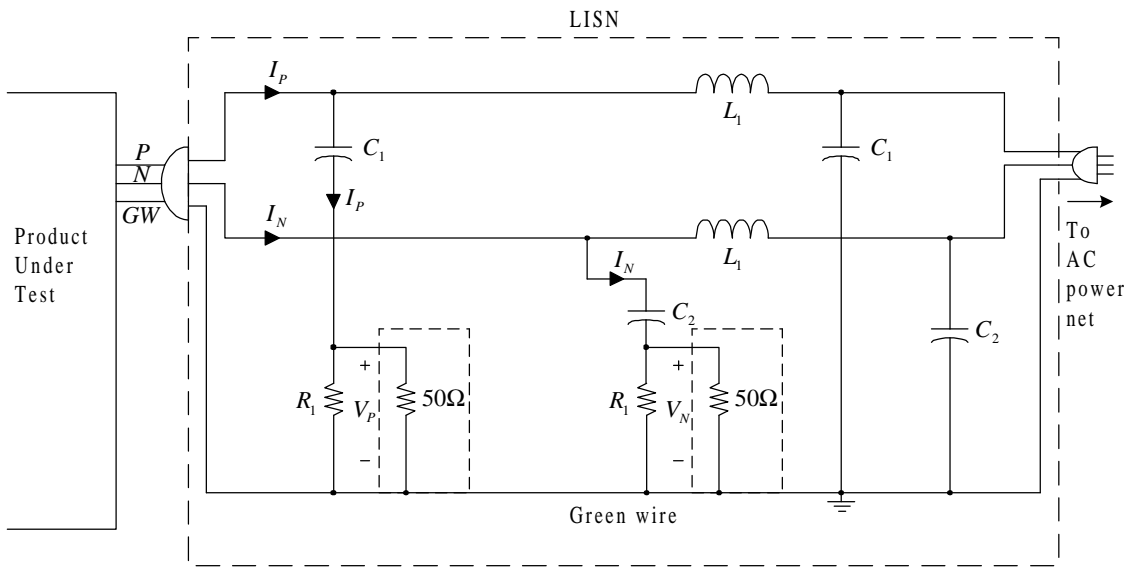 LISN
I_P
L_1
P
N
GW
C_1
C_1
I_P
I_N
L_1
Product
Under
Test
To
AC
power
net
I_N
C_2
C_2
+
+
R_1
V_P
50Ω
R_1
V_N
50Ω
−
−
Green wire